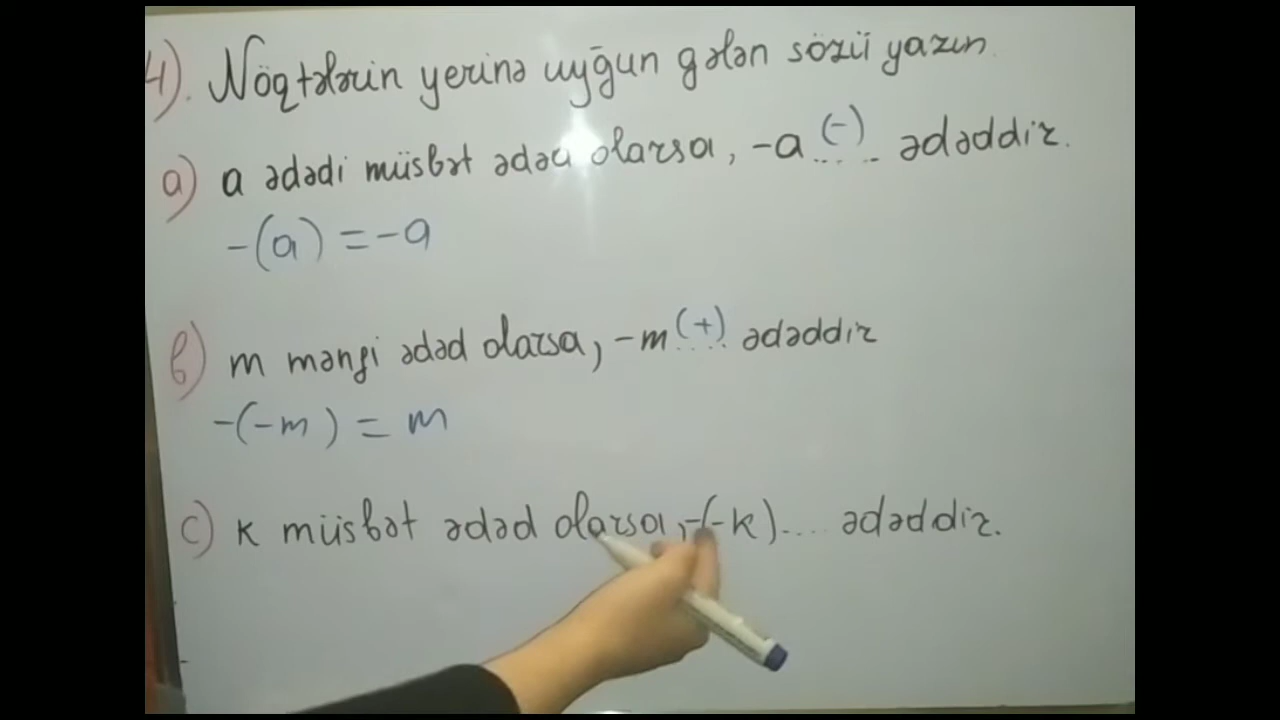 4). Nöqtələrin yerinə uyğun gələn sözü yazın.
a) a ədədi müsbət ədəd olarsa, -a (-) ..... ədəddir.
-(a) = -a
b) m mənfi ədəd olarsa, -m (+) ..... ədəddir
-(-m) = m
c) k müsbət ədəd olarsa, -(-k) .... ədəddir.